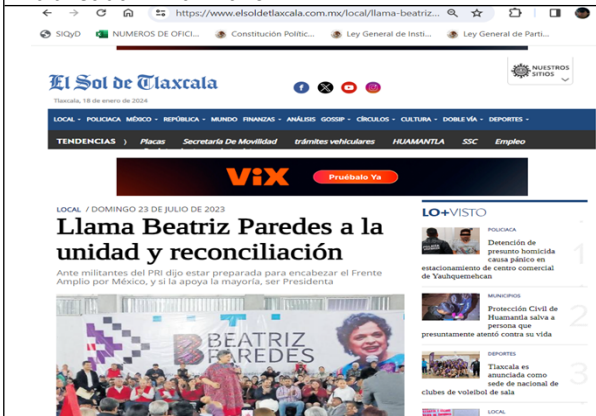 https://www.elsoldetlaxcala.com.mx/local/llama-beatriz...
SIQyD NUMEROS DE OFICI... Constitución Polític... Ley General de Insti... Ley General de Parti...
El Sol de Tlaxcala
NUESTROS
SITIOS
Tlaxcala, 18 de enero de 2024
LOCAL POLICIACA MÉXICO REPÚBLICA MUNDO FINANZAS ANÁLISIS GOSSIP CÍRCULOS CULTURA DOBLE VÍA DEPORTES
TENDENCIAS ) Placas Secretaría De Movilidad trámites vehiculares HUAMANTLA SSC Empleo
ViX Pruébalo Ya
LOCAL / DOMINGO 23 DE JULIO DE 2023
Llama Beatriz Paredes a la
unidad y reconciliación
Ante militantes del PRI dijo estar preparada para encabezar el Frente
Amplio por México, y si la apoya la mayoría, ser Presidenta
BEATRIZ
PAREDES
LO+VISTO
POLICIACA
Detención de
presunto homicida
causa pánico en
estacionamiento de centro comercial
de Yauhquemehcan
1
MUNICIPIOS
Protección Civil de
Huamantla salva a
persona que
presuntamente atentó contra su vida
2
DEPORTES
Tlaxcala es
anunciada como
sede de nacional de
clubes de voleibol de sala
3
LOCAL